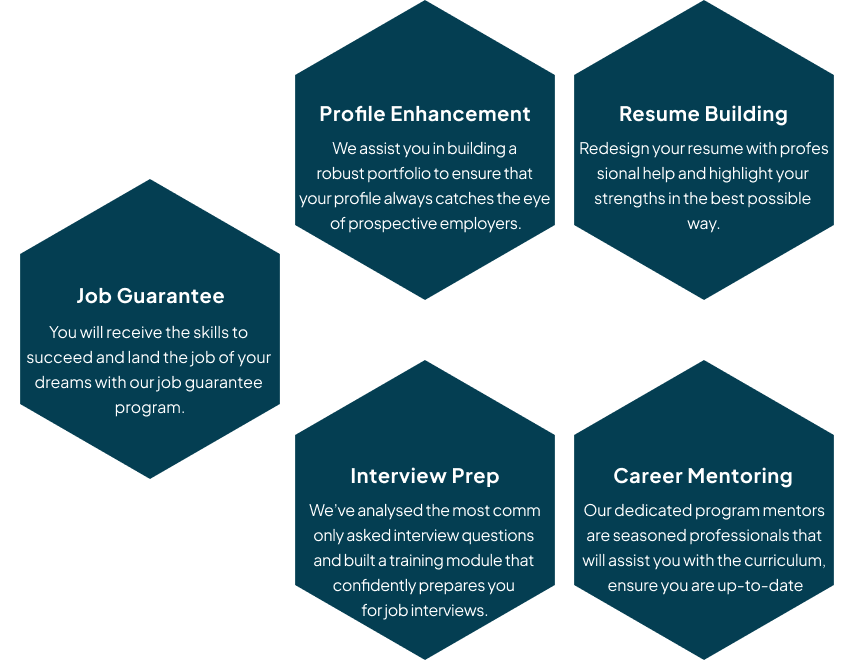 Profile Enhancement
We assist you in building a
robust portfolio to ensure that
your profile always catches the eye
of prospective employers.
Resume Building
Redesign your resume with profes
sional help and highlight your
strengths in the best possible
way.
Job Guarantee
You will receive the skills to
succeed and land the job of your
dreams with our job guarantee
program.
Interview Prep
We've analysed the most comm
only asked interview questions
and built a training module that
confidently prepares you
for job interviews.
Career Mentoring
Our dedicated program mentors
are seasoned professionals that
will assist you with the curriculum,
ensure you are up-to-date